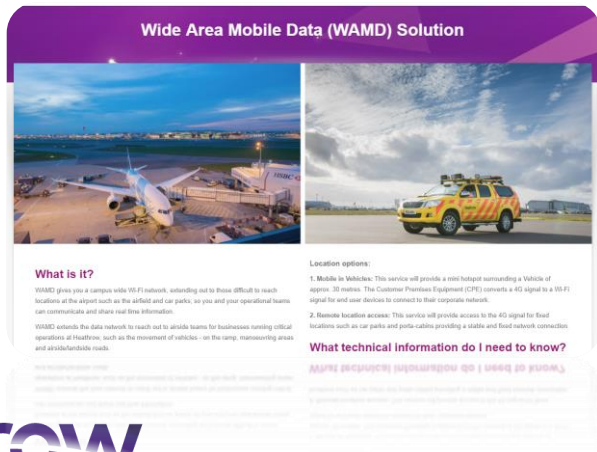 Wide Area Mobile Data (WAMD) Solution
What is it?
WAMD gives you a campus wide Wi-Fi network, extending out to those difficult to reach
locations at the airport such as the airfield and car parks; so you and your operational teams
can communicate and share real time information
WAMD extends the data network to reach out to airside teams for businesses running critical
operations at Heathrow; such as the movement of vehicles - on the ramp, manoeuvring areas
and airside/landside roads.
Location options:
1. Mobile in Vehicles: This service will provide a mini hotspot surrounding a Vehicle of
approx. 30 metres. The Customer Premises Equipment (CPE) converts a 4G signal to a Wi-Fi
signal for end user devices to connect to their corporate network.
2. Remote location access: This service will provide access to the 4G signal for fixed
locations such as car parks and porta-cabins providing a stable and fixed network connection.
What technical information do I need to know?
row